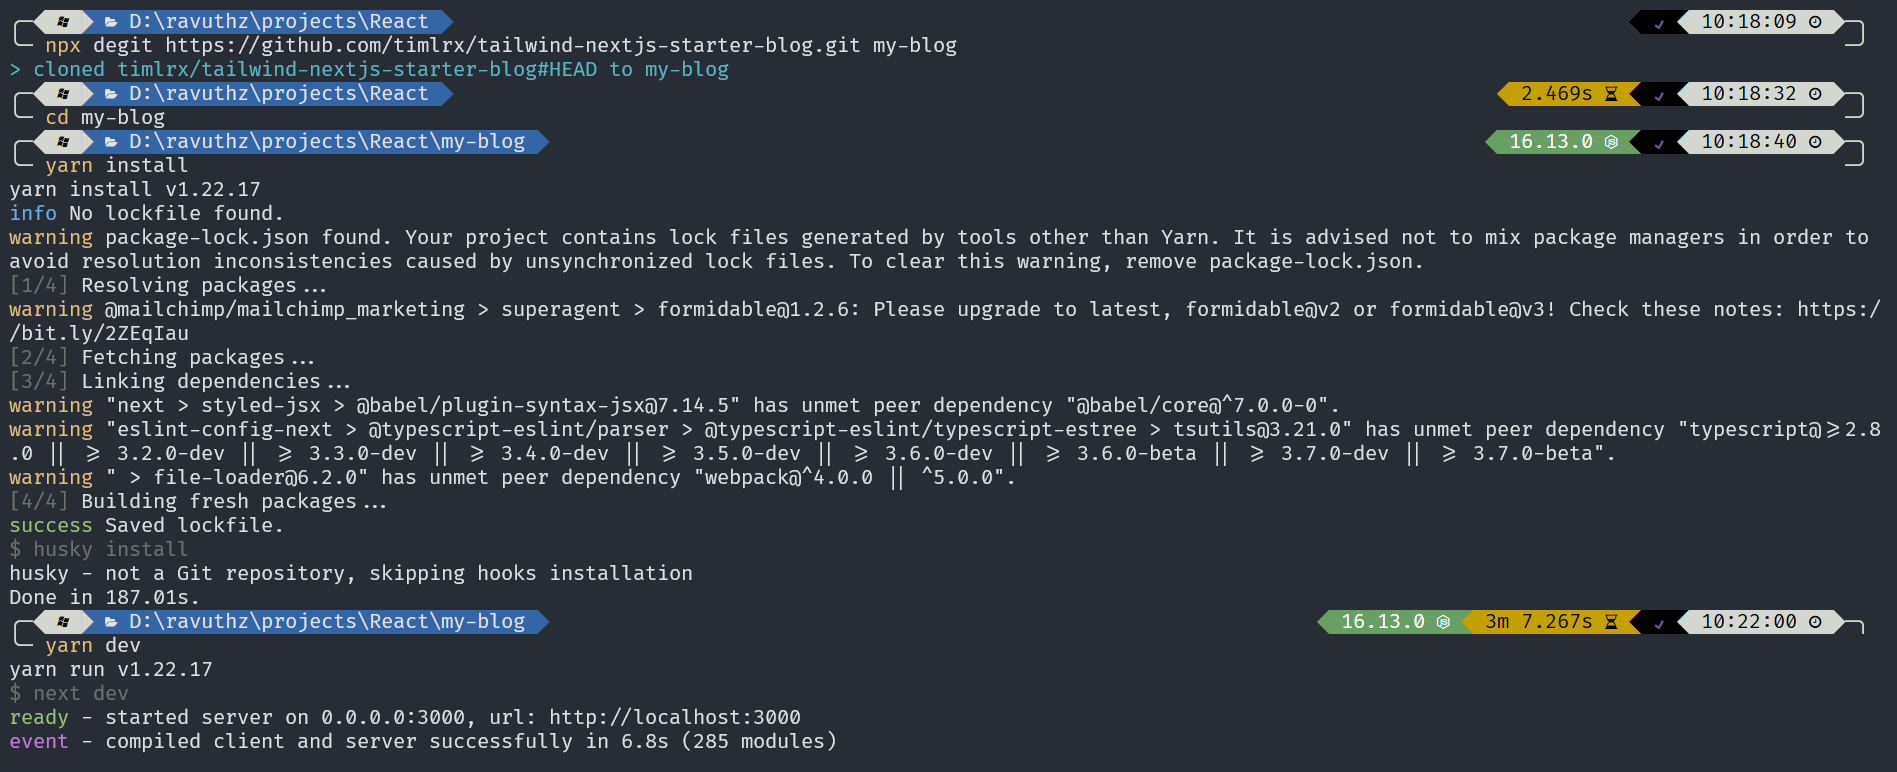 D:\ravuthz\projects\React 10:18:09
npx degit https://github.com/timlrx/tailwind-nextjs-starter-blog.git my-blog
> cloned timlrx/tailwind-nextjs-starter-blog#HEAD to my-blog
D:\ravuthz\projects\React 2.469s 10:18:32
cd my-blog
D:\ravuthz\projects\React\my-blog 16.13.0 10:18:40
yarn install
yarn install v1.22.17
info No lockfile found.
warning package-lock.json found. Your project contains lock files generated by tools other than Yarn. It is advised not to mix package managers in order to
avoid resolution inconsistencies caused by unsynchronized lock files. To clear this warning, remove package-lock.json.
[1/4] Resolving packages...
warning @mailchimp/mailchimp_marketing > superagent > formidable@1.2.6: Please upgrade to latest, formidable@v2 or formidable@v3! Check these notes: https:/
/bit.ly/2ZEqIau
[2/4] Fetching packages...
[3/4] Linking dependencies...
warning "next > styled-jsx > @babel/plugin-syntax-jsx@7.14.5" has unmet peer dependency "@babel/core@^7.0.0-0".
warning "eslint-config-next > @typescript-eslint/parser > @typescript-eslint/typescript-estree > tsutils@3.21.0" has unmet peer dependency "typescript@>=2.8
.0 || >= 3.2.0-dev || >= 3.3.0-dev || >= 3.4.0-dev || >= 3.5.0-dev || >= 3.6.0-dev || >= 3.6.0-beta || >= 3.7.0-dev || >= 3.7.0-beta".
warning " > file-loader@6.2.0" has unmet peer dependency "webpack@^4.0.0 || ^5.0.0".
[4/4] Building fresh packages...
success Saved lockfile.
$ husky install
husky - not a Git repository, skipping hooks installation
Done in 187.01s.
D:\ravuthz\projects\React\my-blog 16.13.0 3m 7.267s 10:22:00
yarn dev
yarn run v1.22.17
$ next dev
ready - started server on 0.0.0.0:3000, url: http://localhost:3000
event - compiled client and server successfully in 6.8s (285 modules)